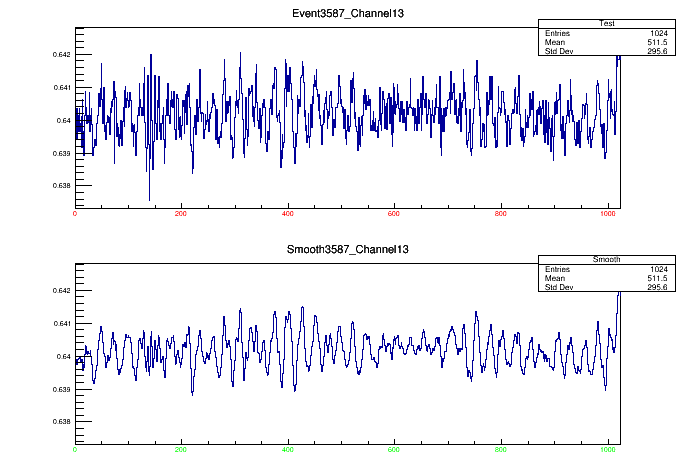 Event3587_Channel13
Test
Entries 1024
Mean 511.5
Std Dev 295.6
0.642
0.641
0.64
0.639
0.638
0 200 400 600 800 1000
Smooth3587_Channel13
Smooth
Entries 1024
Mean 511.5
Std Dev 295.6
0.642
0.641
0.64
0.639
0.638
0 200 400 600 800 1000